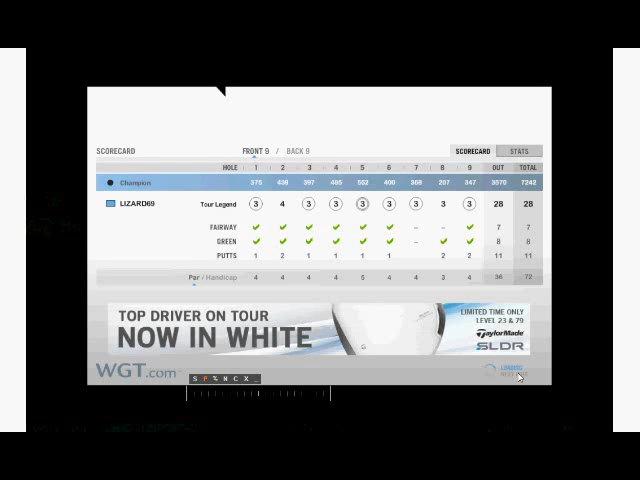 SCORECARD FRONT 9 / BACK 9 SCORECARD STATS
HOLE 1 2 3 4 5 6 7 8 9 OUT TOTAL
Champion 375 438 397 485 552 400 368 207 347 3570 7242
LIZARD69 Tour Legend 3 4 3 3 3 3 3 3 3 28 28
FAIRWAY – – 7 7
GREEN – 8 8
PUTTS 1 2 1 1 1 1 2 2 11 11
Par / Handicap 4 4 4 4 5 4 4 3 4 36 72
TOP DRIVER ON TOUR
NOW IN WHITE
LIMITED TIME ONLY
LEVEL 23 & 79
TaylorMade
SLDR
WGT.com
LOADING